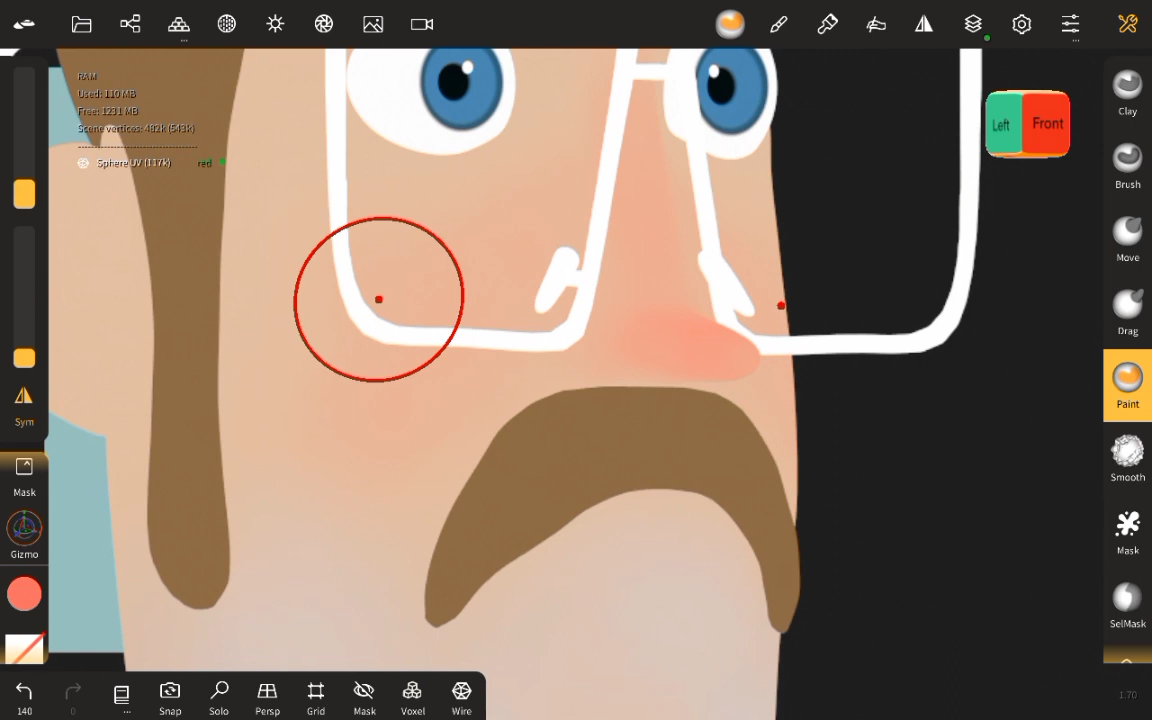 RAM
Used: 110 MB
Free: 1231 MB
Scene vertices: 482k (543k)
Sphere UV (117k) red
Left
Front
Clay
Brush
Move
Drag
Paint
Smooth
Mask
SelMask
Sym
Mask
Gizmo
140
0
...
Snap
Solo
Persp
Grid
Mask
Voxel
Wire
1.70